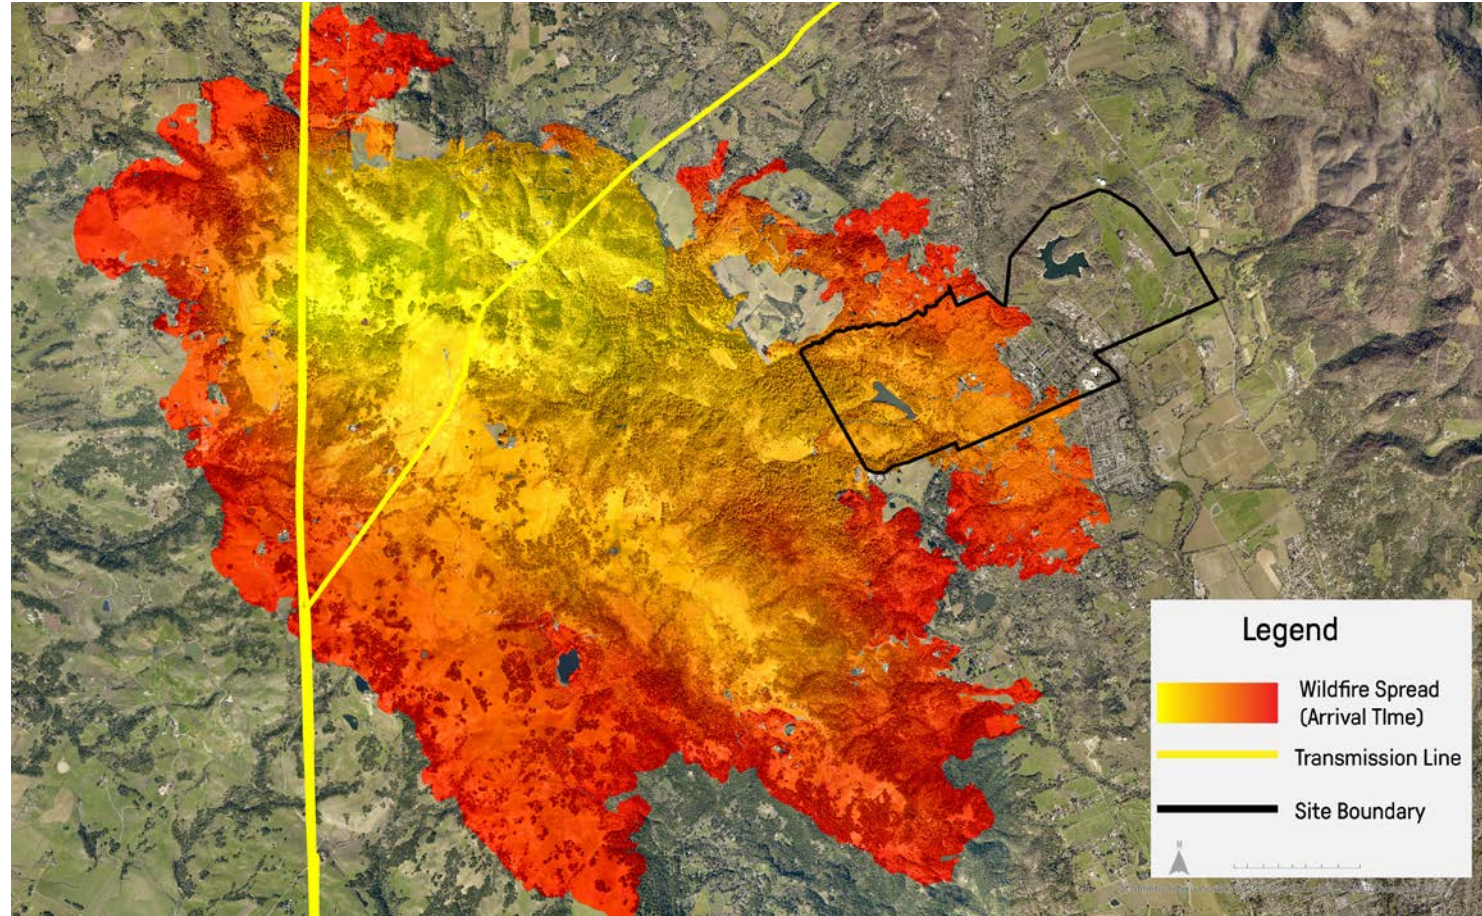 Legend
Wildfire Spread
(Arrival TIme)
Transmission Line
Site Boundary
N